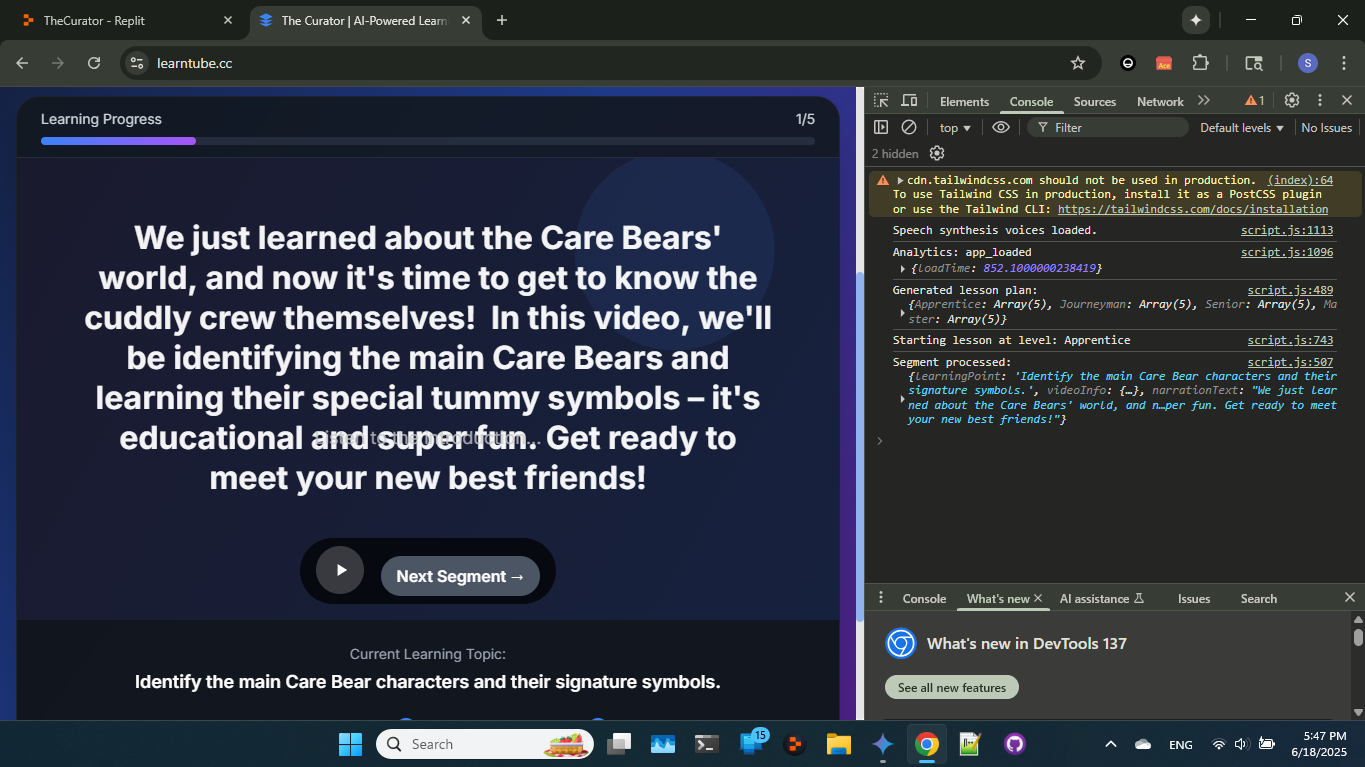 TheCurator - Replit
The Curator | AI-Powered Learn
learntube.cc
Ace
S
Learning Progress
1/5
We just learned about the Care Bears'
world, and now it's time to get to know the
cuddly crew themselves! In this video, we'll
be identifying the main Care Bears and
learning their special tummy symbols – it's
educational and super fun. Get ready to
Listen to the introduction...
meet your new best friends!
Next Segment →
Current Learning Topic:
Identify the main Care Bear characters and their signature symbols.
Elements
Console
Sources
Network
1
top
Filter
Default levels
No Issues
2 hidden
cdn.tailwindcss.com should not be used in production. (index):64
To use Tailwind CSS in production, install it as a PostCSS plugin
or use the Tailwind CLI: https://tailwindcss.com/docs/installation
Speech synthesis voices loaded. script.js:1113
Analytics: app_loaded script.js:1096
{loadTime: 852.1000000238419}
Generated lesson plan: script.js:489
{Apprentice: Array(5), Journeyman: Array(5), Senior: Array(5), Ma
ster: Array(5)}
Starting lesson at level: Apprentice script.js:743
Segment processed: script.js:507
{learningPoint: 'Identify the main Care Bear characters and their
signature symbols.', videoInfo: {…}, narrationText: "We just lear
ned about the Care Bears' world, and n…per fun. Get ready to meet
your new best friends!"}
Console
What's new
AI assistance
Issues
Search
What's new in DevTools 137
See all new features
Search
15
ENG
5:47 PM
6/18/2025